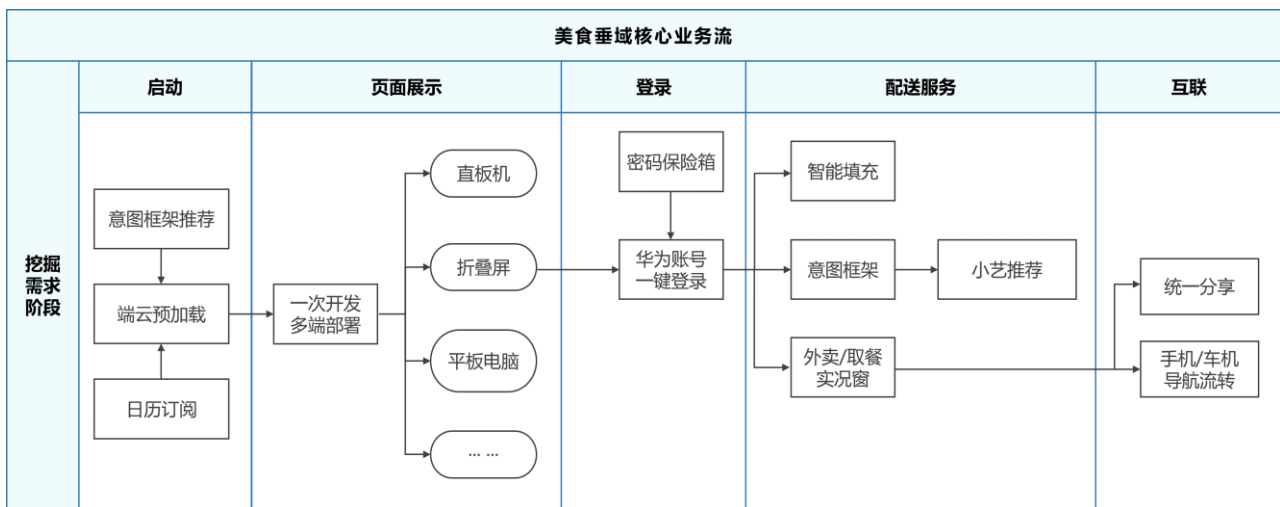 美食垂域核心业务流
启动
页面展示
登录
配送服务
互联
挖掘
需求
阶段
意图框架推荐
端云预加载
日历订阅
一次开发
多端部署
直板机
折叠屏
平板电脑
... ...
密码保险箱
华为账号
一键登录
智能填充
意图框架
小艺推荐
外卖/取餐
实况窗
统一分享
手机/车机
导航流转